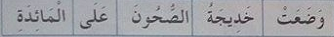 وَضَعَتْ خَدِيجَةُ الصُّحُونَ عَلَى الْمَائِدَةِ